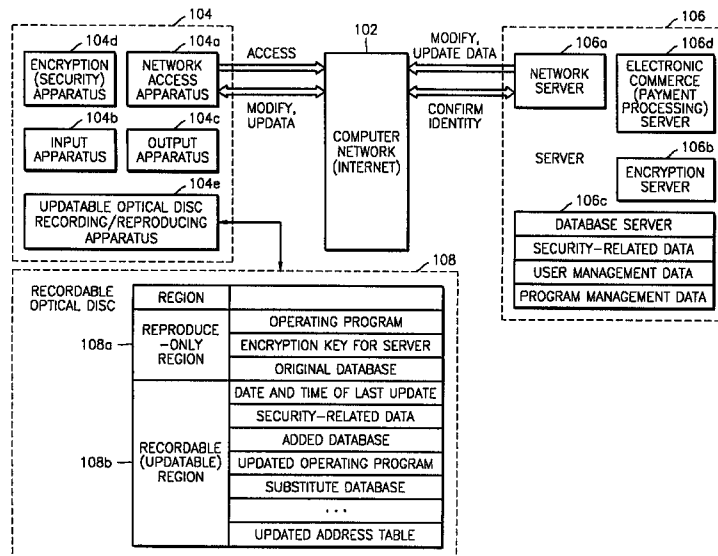 104
104d
104a
ENCRYPTION
(SECURITY)
APPARATUS
NETWORK
ACCESS
APPARATUS
104b
104c
INPUT
APPARATUS
OUTPUT
APPARATUS
104e
UPDATABLE OPTICAL DISC
RECORDING/REPRODUCING
APPARATUS
ACCESS
MODIFY,
UPDATA
102
COMPUTER
NETWORK
(INTERNET)
MODIFY,
UPDATE DATA
CONFIRM
IDENTITY
106
106a
106d
NETWORK
SERVER
ELECTRONIC
COMMERCE
(PAYMENT
PROCESSING)
SERVER
SERVER
106b
ENCRYPTION
SERVER
106c
DATABASE SERVER
SECURITY-RELATED DATA
USER MANAGEMENT DATA
PROGRAM MANAGEMENT DATA
108
RECORDABLE
OPTICAL DISC
REGION
108a
REPRODUCE
-ONLY
REGION
OPERATING PROGRAM
ENCRYPTION KEY FOR SERVER
ORIGINAL DATABASE
108b
RECORDABLE
(UPDATABLE)
REGION
DATE AND TIME OF LAST UPDATE
SECURITY-RELATED DATA
ADDED DATABASE
UPDATED OPERATING PROGRAM
SUBSTITUTE DATABASE
...
UPDATED ADDRESS TABLE